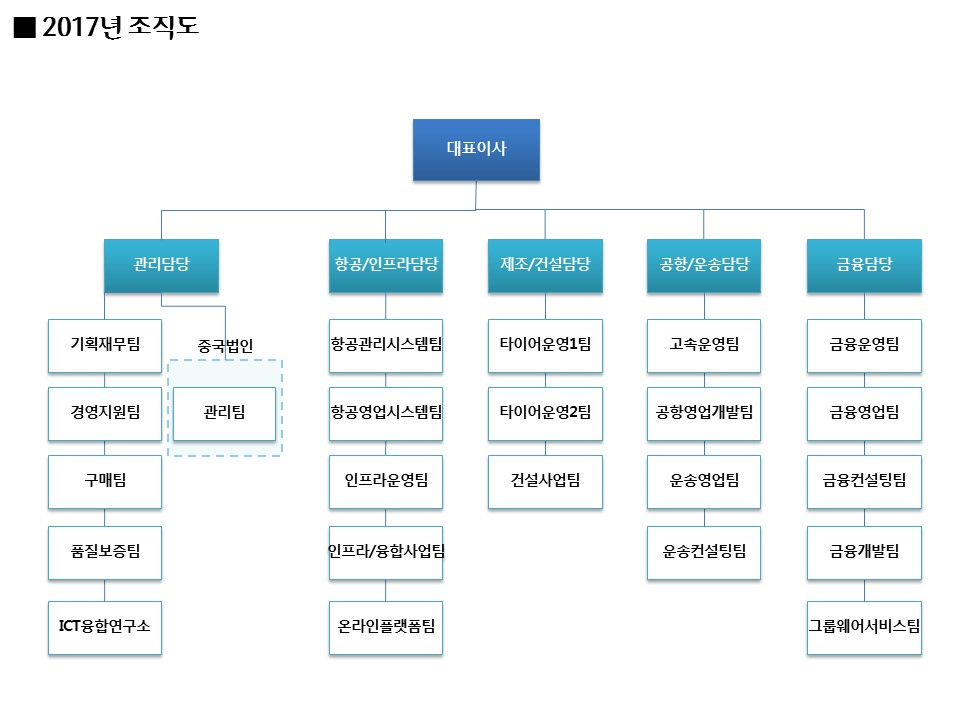 ■ 2017년 조직도
대표이사
관리담당
항공/인프라담당
제조/건설담당
공항/운송담당
금융담당
기획재무팀
중국법인
항공관리시스템팀
타이어운영1팀
고속운영팀
금융운영팀
경영지원팀
관리팀
항공영업시스템팀
타이어운영2팀
공항영업개발팀
금융영업팀
구매팀
인프라운영팀
건설사업팀
운송영업팀
금융컨설팅팀
품질보증팀
인프라/융합사업팀
운송컨설팅팀
금융개발팀
ICT융합연구소
온라인플랫폼팀
그룹웨어서비스팀